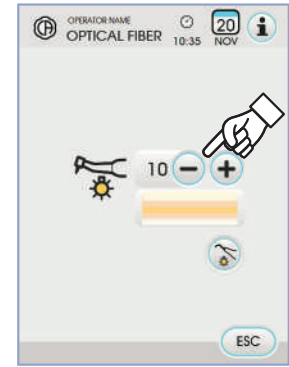 OPERATOR NAME
OPTICAL FIBER
10:35
20
NOV
i
10
ESC